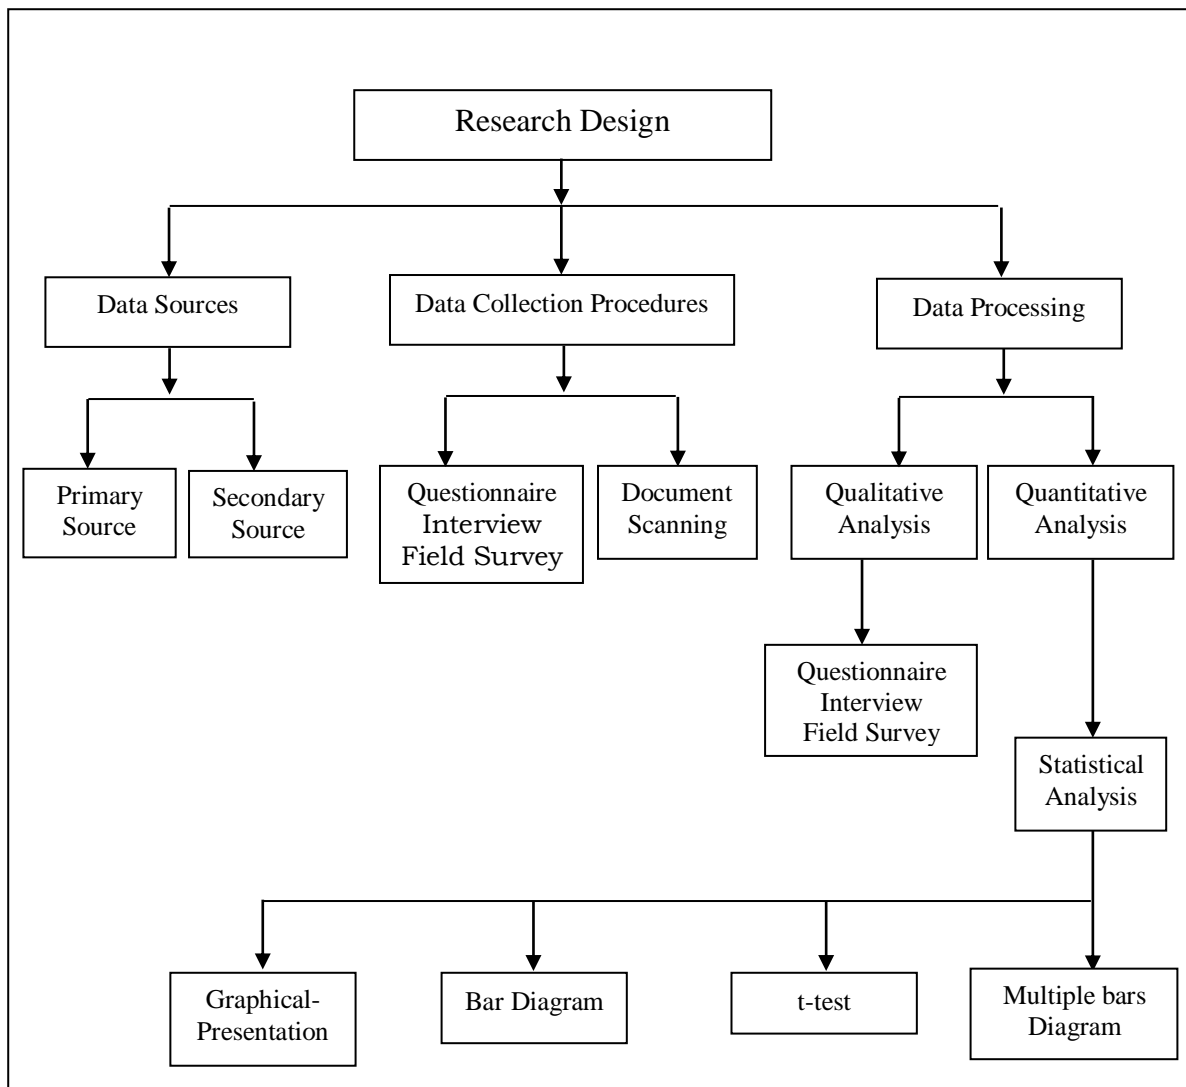 Research Design
Data Sources
Data Collection Procedures
Data Processing
Primary
Source
Secondary
Source
Questionnaire
Interview
Field Survey
Document
Scanning
Qualitative
Analysis
Quantitative
Analysis
Questionnaire
Interview
Field Survey
Statistical
Analysis
Graphical-
Presentation
Bar Diagram
t-test
Multiple bars
Diagram